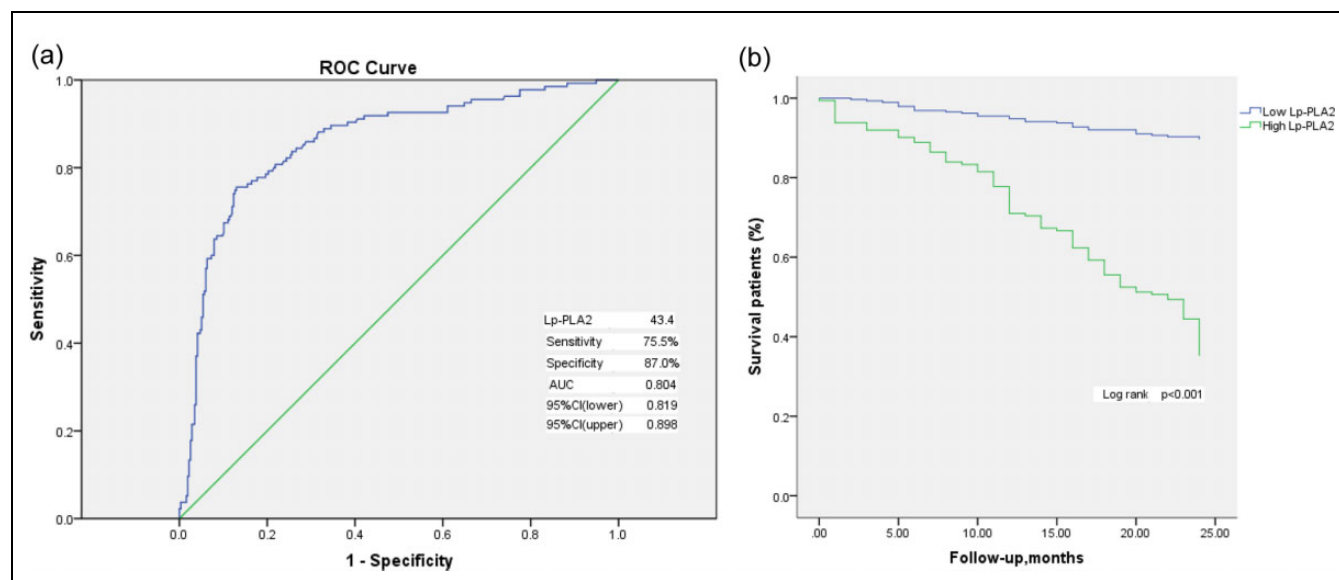 (a)
ROC Curve
1.0
0.8
0.6
0.4
0.2
0.0
Sensitivity
Lp-PLA2 43.4
Sensitivity 75.5%
Specificity 87.0%
AUC 0.804
95%CI(lower) 0.819
95%CI(upper) 0.898
0.0 0.2 0.4 0.6 0.8 1.0
1 - Specificity
(b)
1.0
0.8
0.6
0.4
0.2
0.0
Survival patients (%)
Low Lp-PLA2
High Lp-PLA2
Log rank p<0.001
.00 5.00 10.00 15.00 20.00 25.00
Follow-up,months